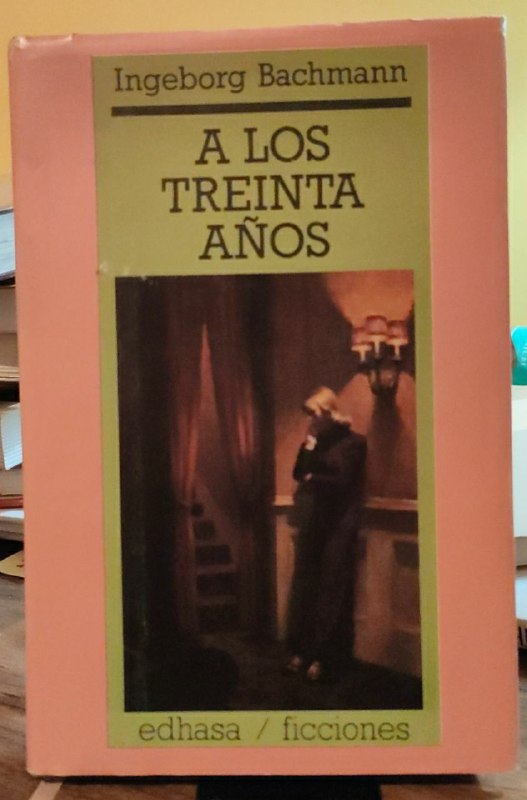 Ingeborg Bachmann
A LOS
TREINTA
AÑOS
edhasa / ficciones